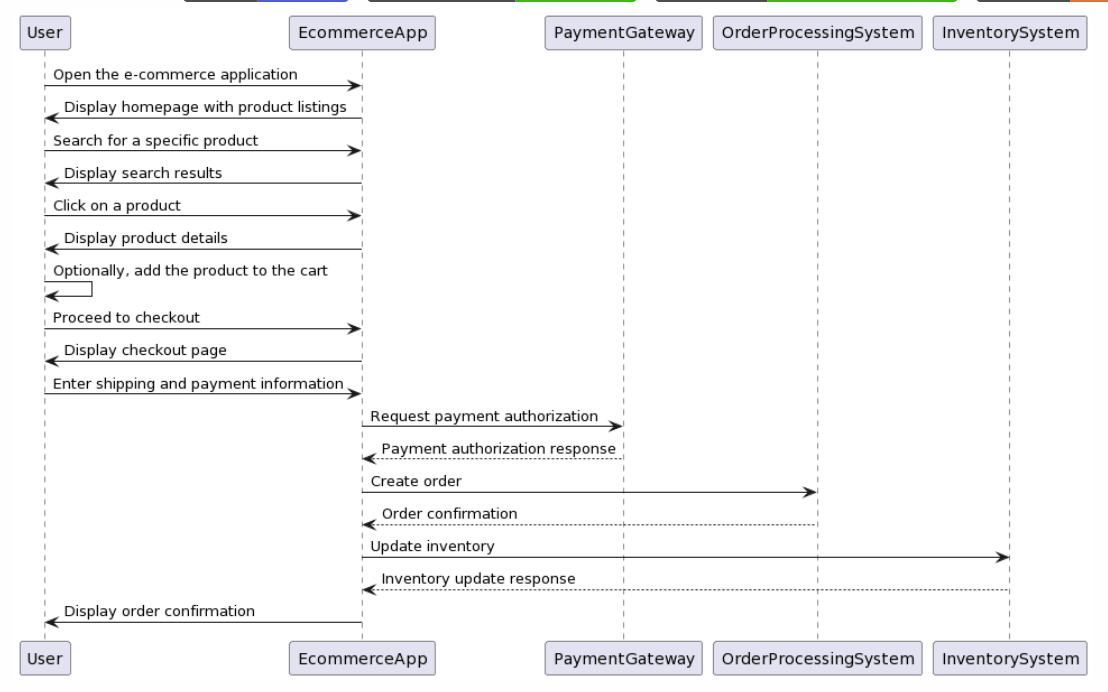 User EcommerceApp PaymentGateway OrderProcessingSystem InventorySystem
Open the e-commerce application
Display homepage with product listings
Search for a specific product
Display search results
Click on a product
Display product details
Optionally, add the product to the cart
Proceed to checkout
Display checkout page
Enter shipping and payment information
Request payment authorization
Payment authorization response
Create order
Order confirmation
Update inventory
Inventory update response
Display order confirmation
User EcommerceApp PaymentGateway OrderProcessingSystem InventorySystem